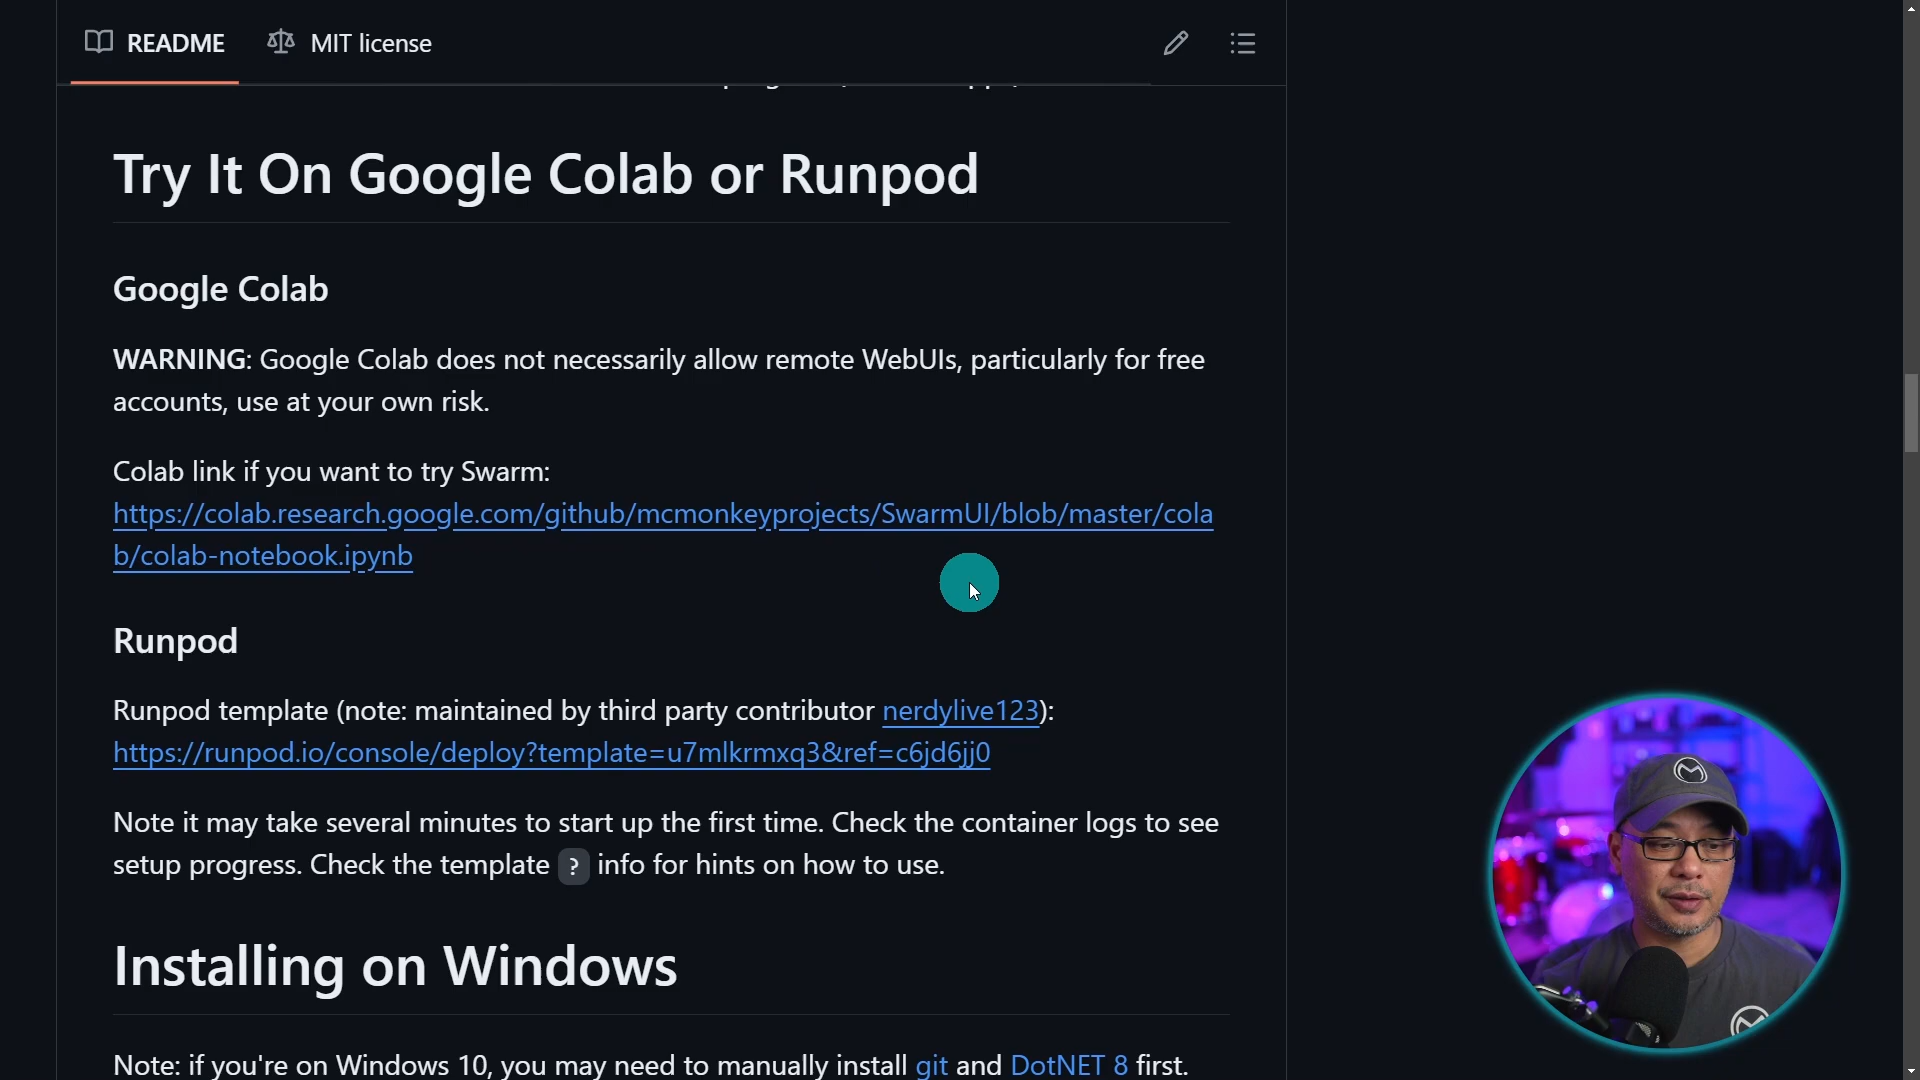 README
MIT license
Try It On Google Colab or Runpod
Google Colab
WARNING: Google Colab does not necessarily allow remote WebUIs, particularly for free
accounts, use at your own risk.
Colab link if you want to try Swarm:
https://colab.research.google.com/github/mcmonkeyprojects/SwarmUI/blob/master/cola
b/colab-notebook.ipynb
Runpod
Runpod template (note: maintained by third party contributor nerdylive123):
https://runpod.io/console/deploy?template=u7mlkrmxq3&ref=c6jd6jj0
Note it may take several minutes to start up the first time. Check the container logs to see
setup progress. Check the template ? info for hints on how to use.
Installing on Windows
Note: if you're on Windows 10, you may need to manually install git and DotNET 8 first.